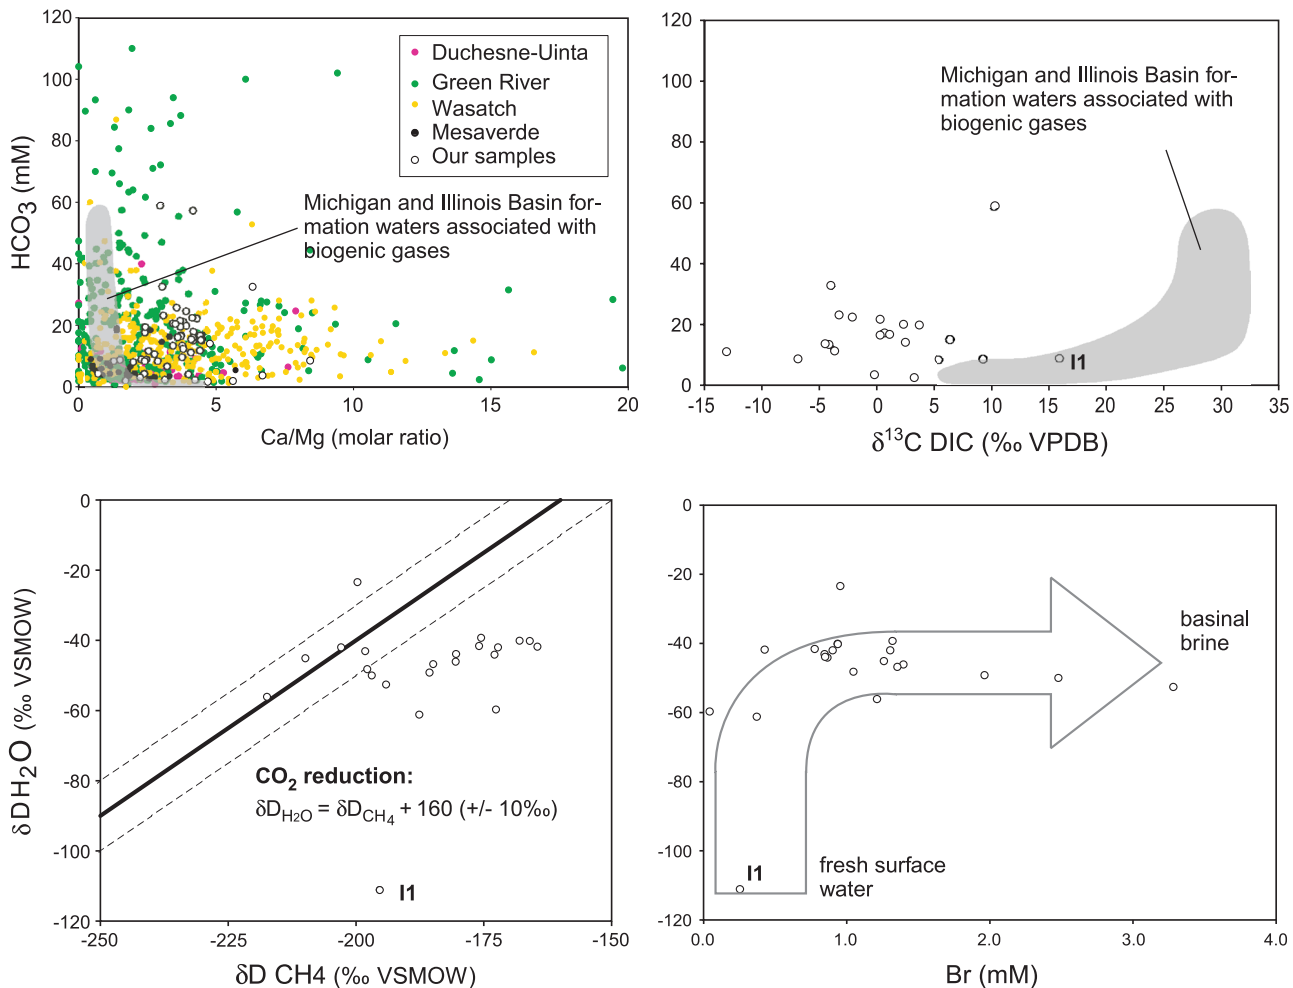 120
100
80
60
40
20
0
HCO3 (mM)
Duchesne-Uinta
Green River
Wasatch
Mesaverde
Our samples
Michigan and Illinois Basin for-
mation waters associated with
biogenic gases
0
5
10
15
20
Ca/Mg (molar ratio)
120
100
80
60
40
20
0
Michigan and Illinois Basin for-
mation waters associated with
biogenic gases
I1
-15
-10
-5
0
5
10
15
20
25
30
35
δ13C DIC (‰ VPDB)
0
-20
-40
-60
-80
-100
-120
δD H2O (‰ VSMOW)
CO2 reduction:
δDH2O = δDCH4 + 160 (+/- 10‰)
I1
-250
-225
-200
-175
-150
δD CH4 (‰ VSMOW)
0
-20
-40
-60
-80
-100
-120
basinal
brine
I1
fresh surface
water
0.0
1.0
2.0
3.0
4.0
Br (mM)